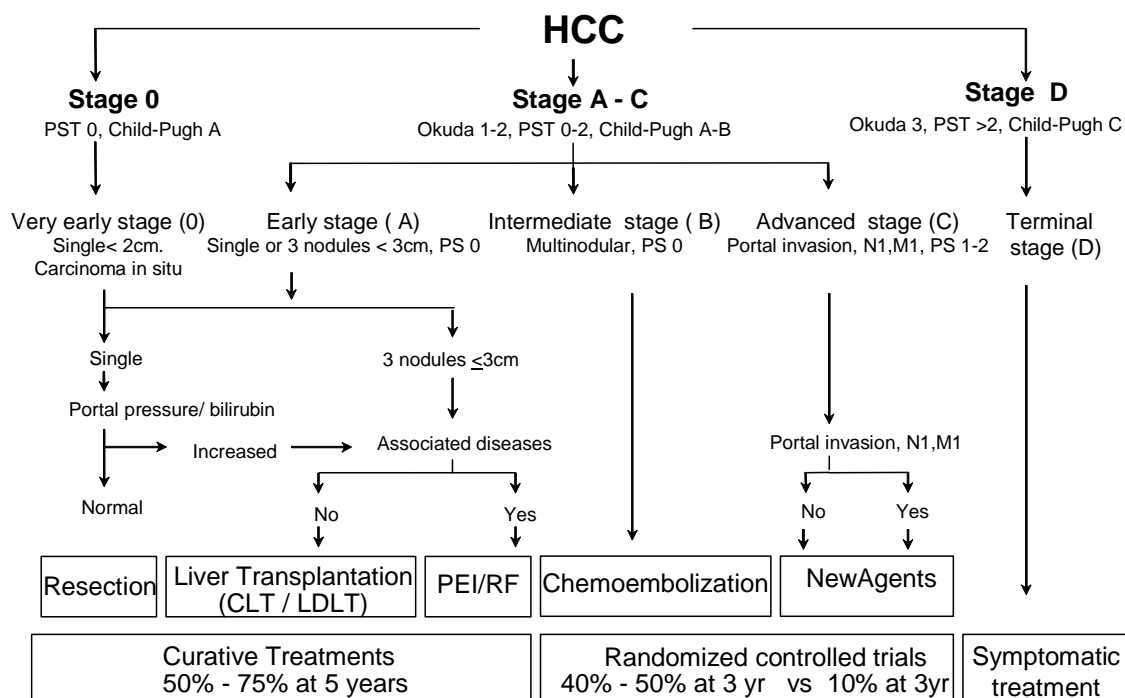 HCC
Stage 0
PST 0, Child-Pugh A
Stage A - C
Okuda 1-2, PST 0-2, Child-Pugh A-B
Stage D
Okuda 3, PST >2, Child-Pugh C
Very early stage (0)
Single< 2cm.
Carcinoma in situ
Early stage ( A)
Single or 3 nodules < 3cm, PS 0
Intermediate stage ( B)
Multinodular, PS 0
Advanced stage (C)
Portal invasion, N1,M1, PS 1-2
Terminal
stage (D)
Single
3 nodules <3cm
Portal pressure/ bilirubin
Increased
Associated diseases
Portal invasion, N1,M1
Normal
No
Yes
No
Yes
Resection
Liver Transplantation
(CLT / LDLT)
PEI/RF
Chemoembolization
NewAgents
Curative Treatments
50% - 75% at 5 years
Randomized controlled trials
40% - 50% at 3 yr vs 10% at 3yr
Symptomatic
treatment